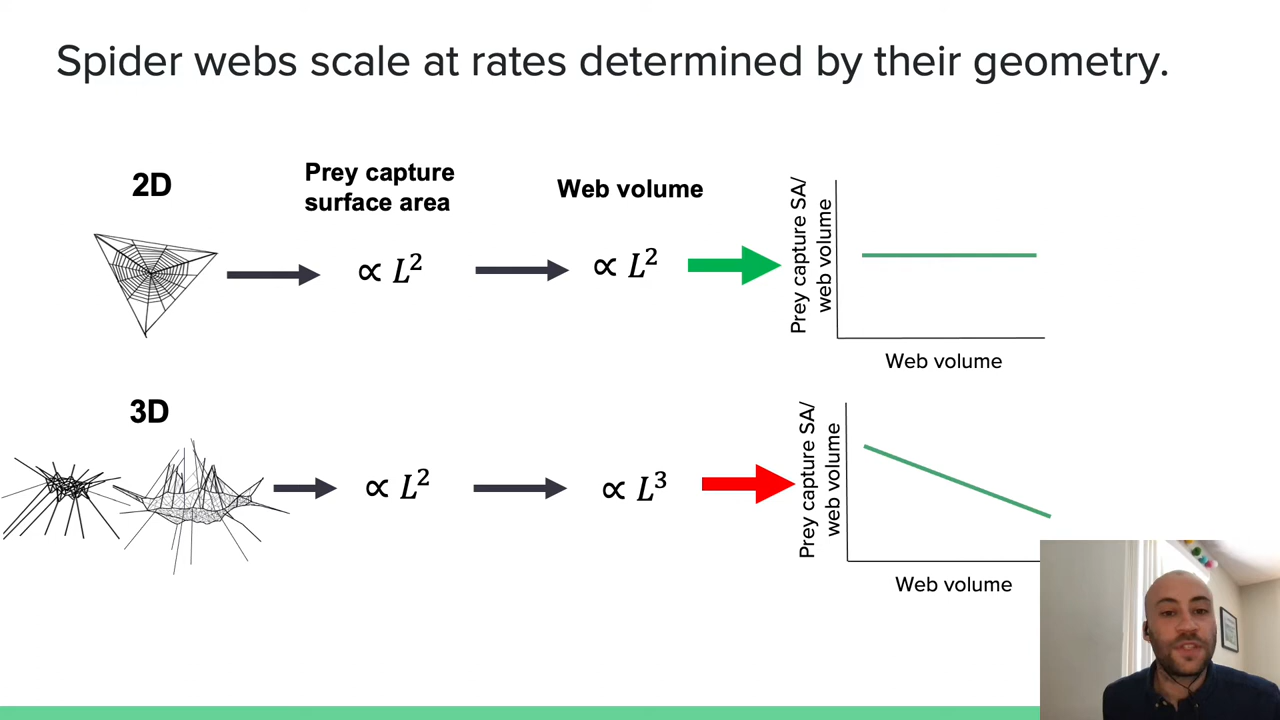 Spider webs scale at rates determined by their geometry.
2D
Prey capture
surface area
Web volume
∝ L²
∝ L²
Prey capture SA/
web volume
Web volume
3D
∝ L²
∝ L³
Prey capture SA/
web volume
Web volume